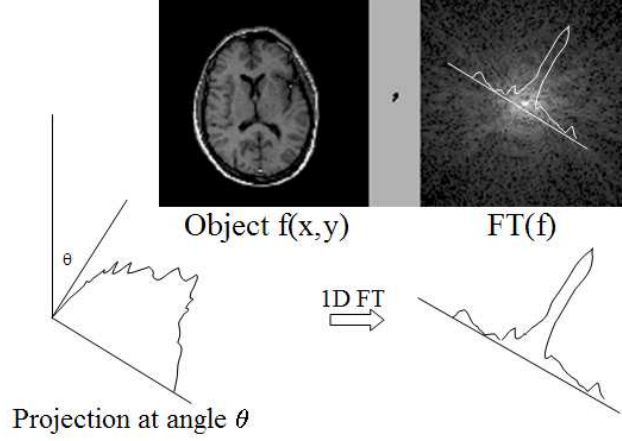 Object f(x,y)
FT(f)
θ
1D FT
Projection at angle θ